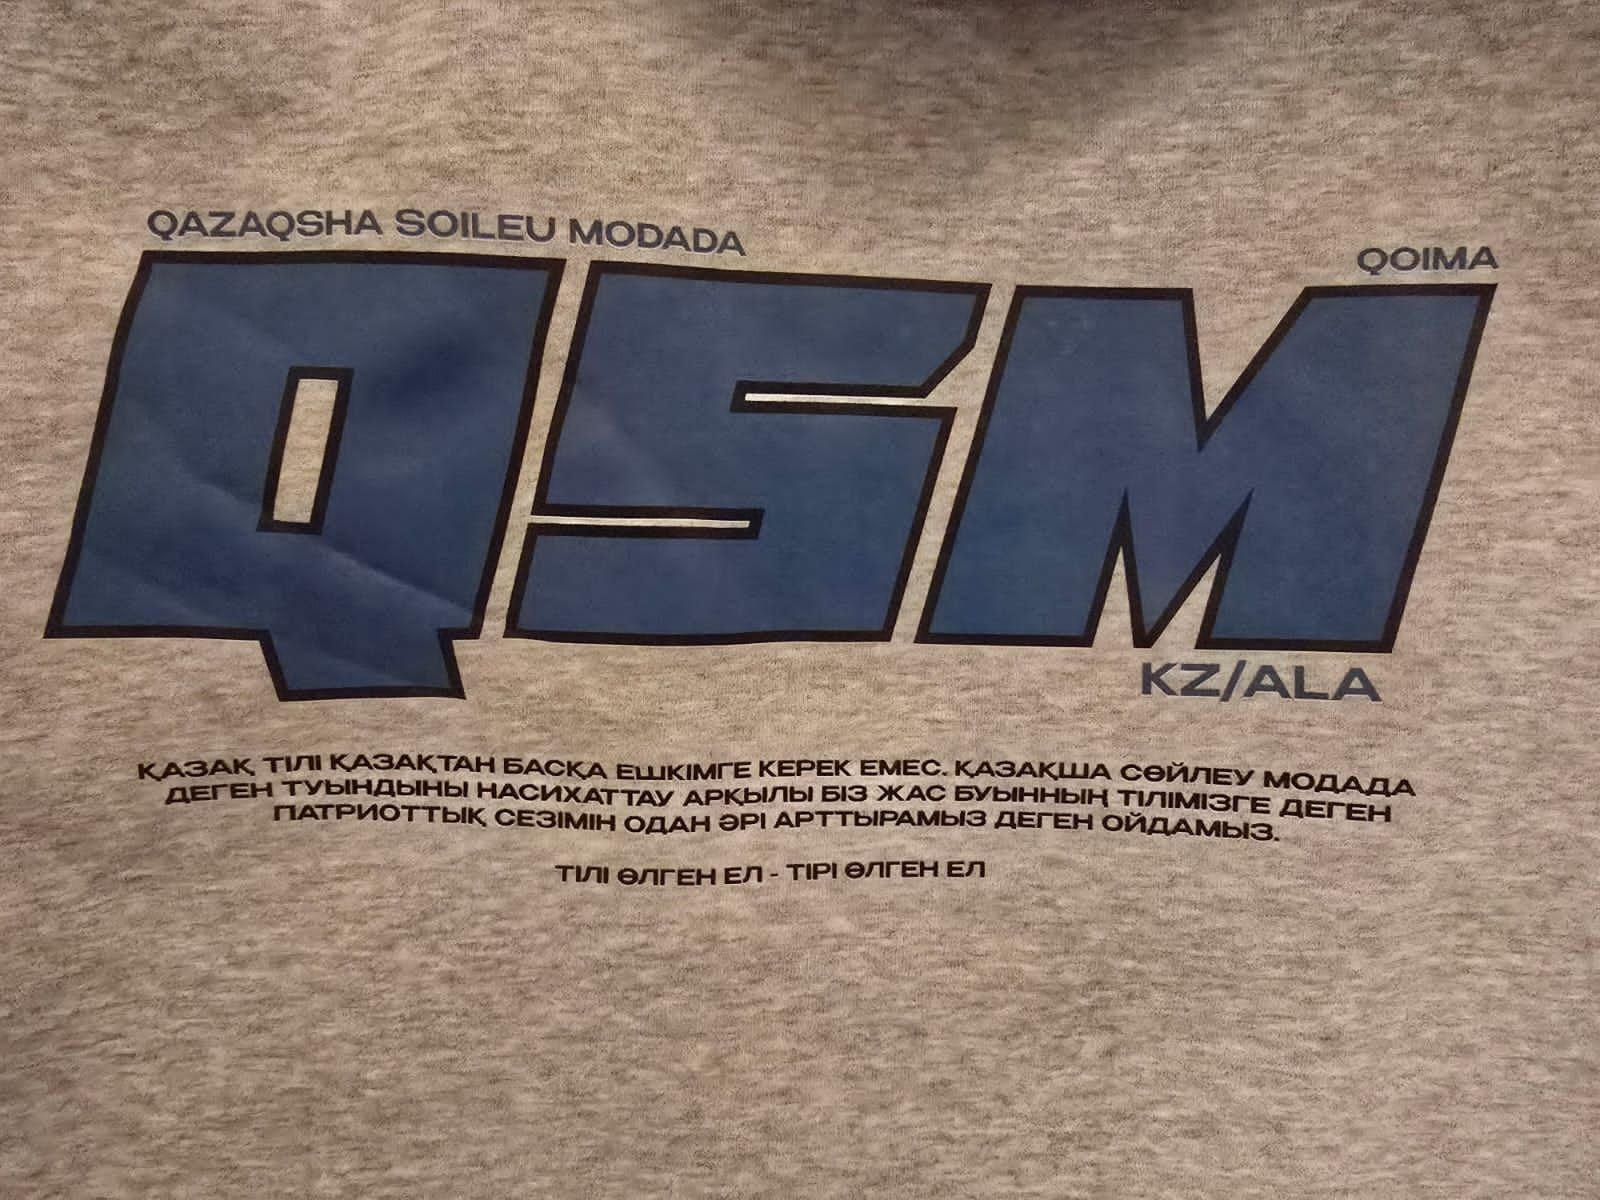 QAZAQSHA SOILEU MODADA
QOIMA
QSM
KZ/ALA
ҚАЗАҚ ТІЛІ ҚАЗАҚТАН БАСҚА ЕШКІМГЕ КЕРЕК ЕМЕС. ҚАЗАҚША СӨЙЛЕУ МОДАДА
ДЕГЕН ТУЫНДЫНЫ НАСИХАТТАУ АРҚЫЛЫ БІЗ ЖАС БУЫННЫҢ ТІЛІМІЗГЕ ДЕГЕН
ПАТРИОТТЫҚ СЕЗІМІН ОДАН ӘРІ АРТТЫРАМЫЗ ДЕГЕН ОЙДАМЫЗ.
ТІЛІ ӨЛГЕН ЕЛ - ТІРІ ӨЛГЕН ЕЛ